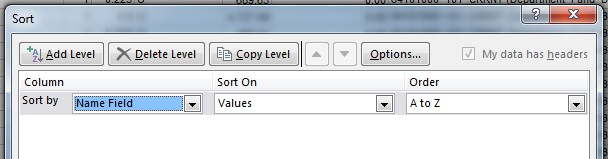 Sort
Add Level Delete Level Copy Level Options... My data has headers
Column Sort On Order
Sort by Name Field Values A to Z